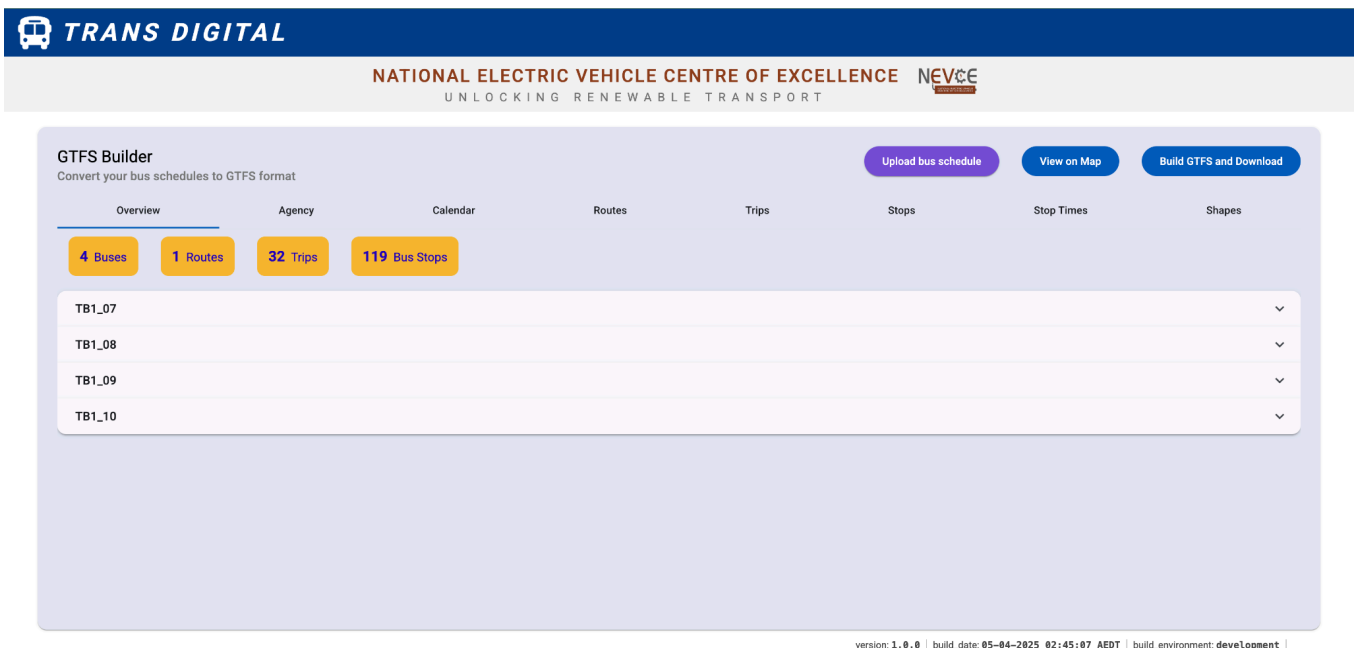 TRANS DIGITAL
NATIONAL ELECTRIC VEHICLE CENTRE OF EXCELLENCE NEVCE
UNLOCKING RENEWABLE TRANSPORT
GTFS Builder
Convert your bus schedules to GTFS format
Upload bus schedule
View on Map
Build GTFS and Download
Overview Agency Calendar Routes Trips Stops Stop Times Shapes
4 Buses 1 Routes 32 Trips 119 Bus Stops
TB1_07
TB1_08
TB1_09
TB1_10
version: 1.0.0 | build date: 05-04-2025 02:45:07 AEDT | build environment: development |